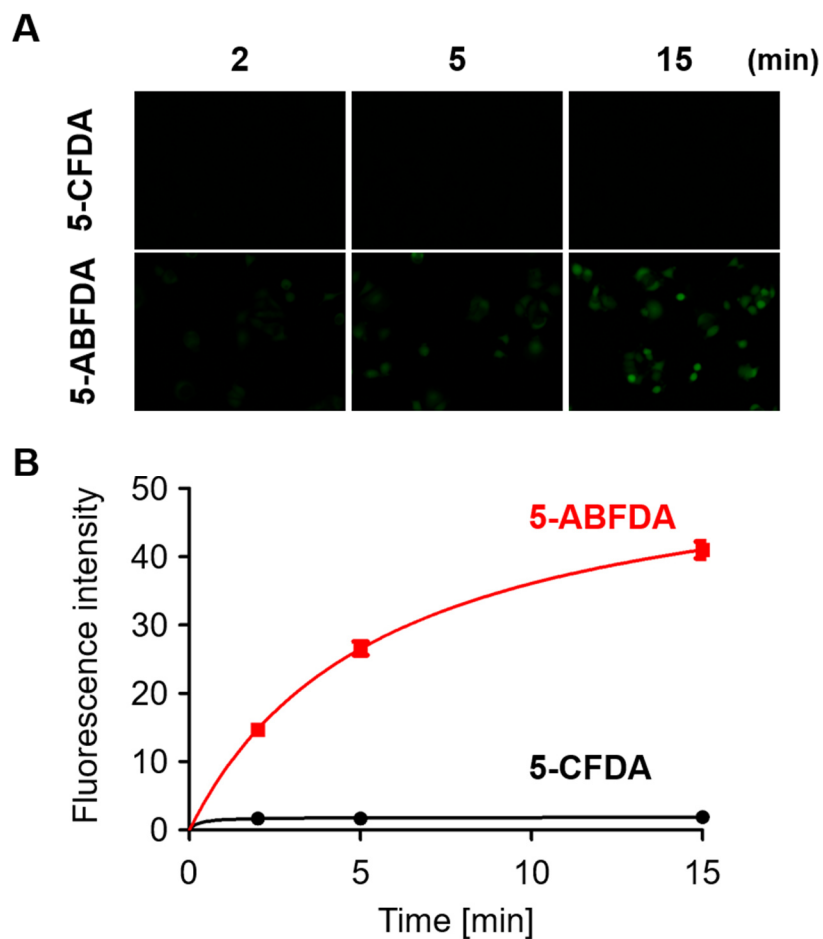 A
2 5 15 (min)
5-CFDA
5-ABFDA
B
Fluorescence intensity
50
40
30
20
10
0
5-ABFDA
5-CFDA
0 5 10 15
Time [min]